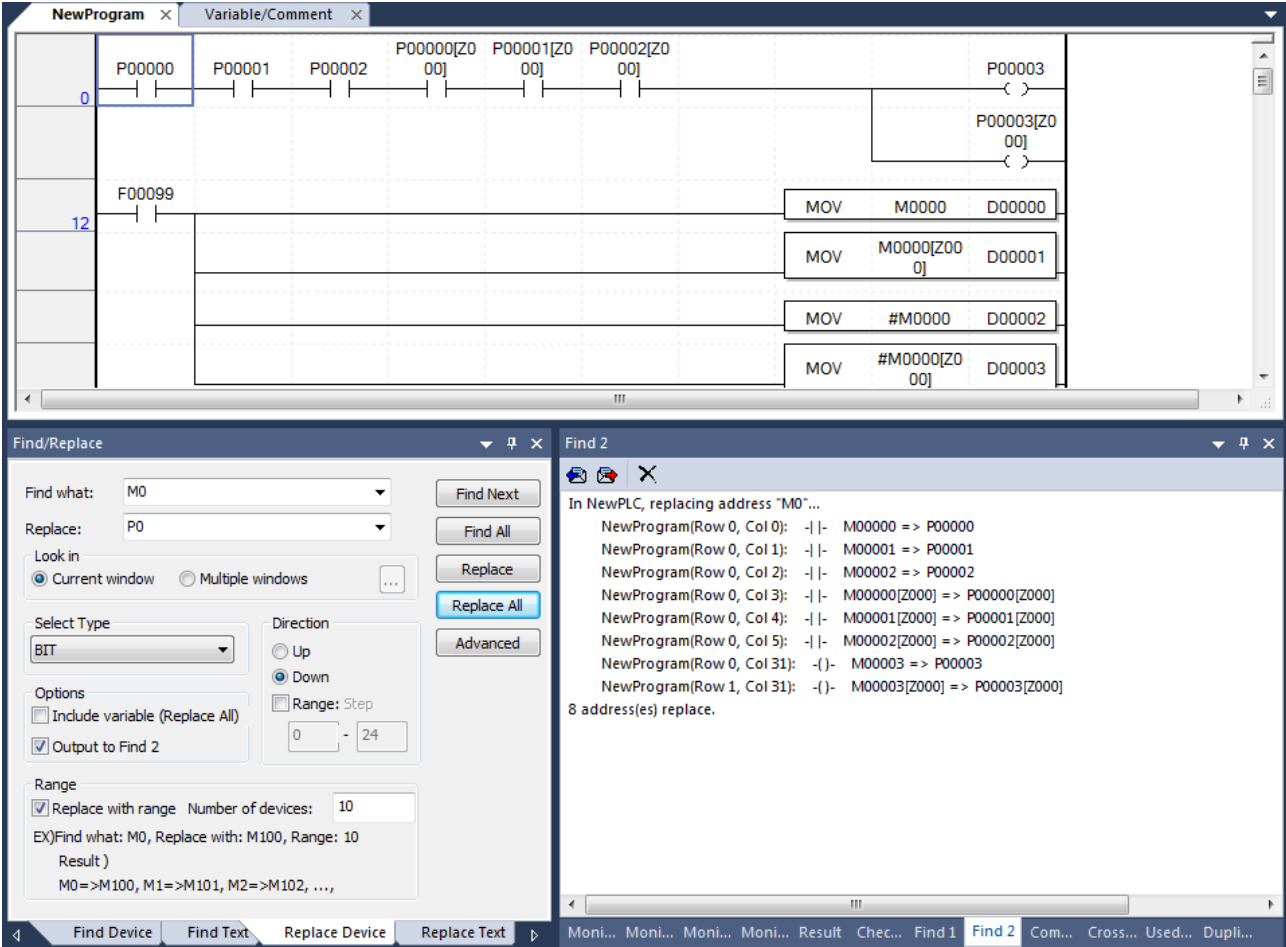 NewProgram Variable/Comment
P00000[Z0 P00001[Z0 P00002[Z0
P00000 P00001 P00002 00] 00] 00] P00003
0
P00003[Z0
00]
F00099
12 MOV M0000 D00000
M0000[Z00
MOV D00001
0]
MOV #M0000 D00002
#M0000[Z0
MOV D00003
00]
Find/Replace
Find what: M0 Find Next
Replace: P0 Find All
Look in
Current window Multiple windows ... Replace
Replace All
Select Type Direction
BIT Up Advanced
Down
Options Range: Step
Include variable (Replace All)
0 - 24
Output to Find 2
Range
Replace with range Number of devices: 10
EX)Find what: M0, Replace with: M100, Range: 10
Result )
M0=>M100, M1=>M101, M2=>M102, ...,
Find Device Find Text Replace Device Replace Text
Find 2
In NewPLC, replacing address "M0"...
NewProgram(Row 0, Col 0): -| |- M00000 => P00000
NewProgram(Row 0, Col 1): -| |- M00001 => P00001
NewProgram(Row 0, Col 2): -| |- M00002 => P00002
NewProgram(Row 0, Col 3): -| |- M00000[Z000] => P00000[Z000]
NewProgram(Row 0, Col 4): -| |- M00001[Z000] => P00001[Z000]
NewProgram(Row 0, Col 5): -| |- M00002[Z000] => P00002[Z000]
NewProgram(Row 0, Col 31): -( )- M00003 => P00003
NewProgram(Row 1, Col 31): -( )- M00003[Z000] => P00003[Z000]
8 address(es) replace.
Moni... Moni... Moni... Moni... Result Chec... Find 1 Find 2 Com... Cross... Used... Dupli...